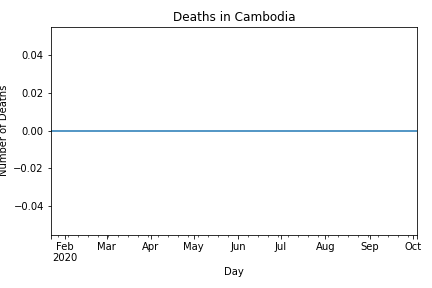 Deaths in Cambodia
Number of Deaths
0.04
0.02
0.00
−0.02
−0.04
Feb Mar Apr May Jun Jul Aug Sep Oct
2020
Day